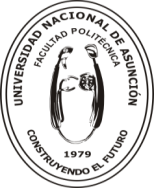 UNIVERSIDAD NACIONAL DE ASUNCIÓN
FACULTAD POLITÉCNICA
1979
CONSTRUYENDO EL FUTURO